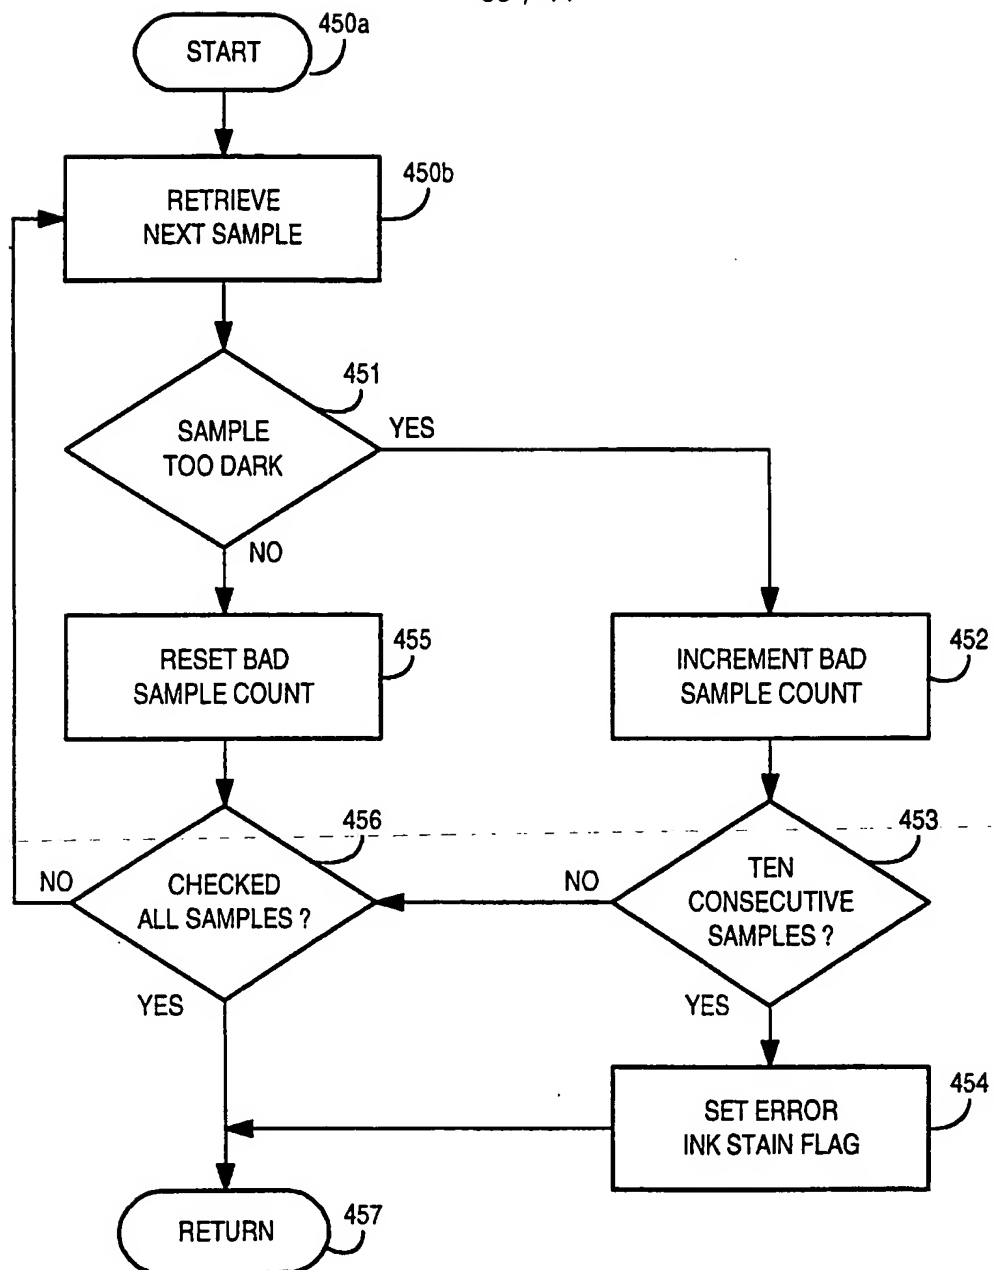 START
450a
RETRIEVE
NEXT SAMPLE
450b
SAMPLE
TOO DARK
451
YES
NO
RESET BAD
SAMPLE COUNT
455
INCREMENT BAD
SAMPLE COUNT
452
CHECKED
ALL SAMPLES ?
456
NO
YES
TEN
CONSECUTIVE
SAMPLES ?
453
NO
YES
SET ERROR
INK STAIN FLAG
454
RETURN
457